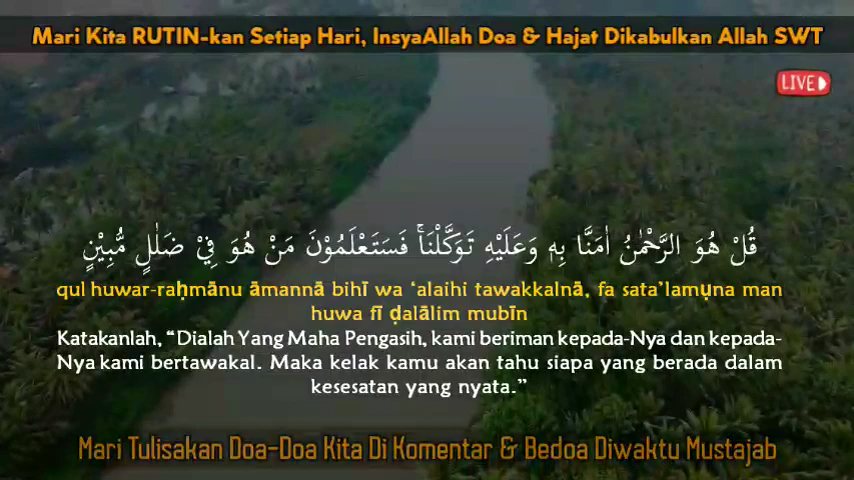 Mari Kita RUTIN-kan Setiap Hari, InsyaAllah Doa & Hajat Dikabulkan Allah SWT
LIVE
قُلْ هُوَ الرَّحْمٰنُ اٰمَنَّا بِهٖ وَعَلَيْهِ تَوَكَّلْنَاۚ فَسَتَعْلَمُوْنَ مَنْ هُوَ فِيْ ضَلٰلٍ مُّبِيْنٍ
qul huwar-raḥmānu āmannā bihī wa ‘alaihi tawakkalnā, fa sata’lamụna man
huwa fī ḍalālim mubīn
Katakanlah, “Dialah Yang Maha Pengasih, kami beriman kepada-Nya dan kepada-
Nya kami bertawakal. Maka kelak kamu akan tahu siapa yang berada dalam
kesesatan yang nyata.”
Mari Tulisakan Doa-Doa Kita Di Komentar & Bedoa Diwaktu Mustajab